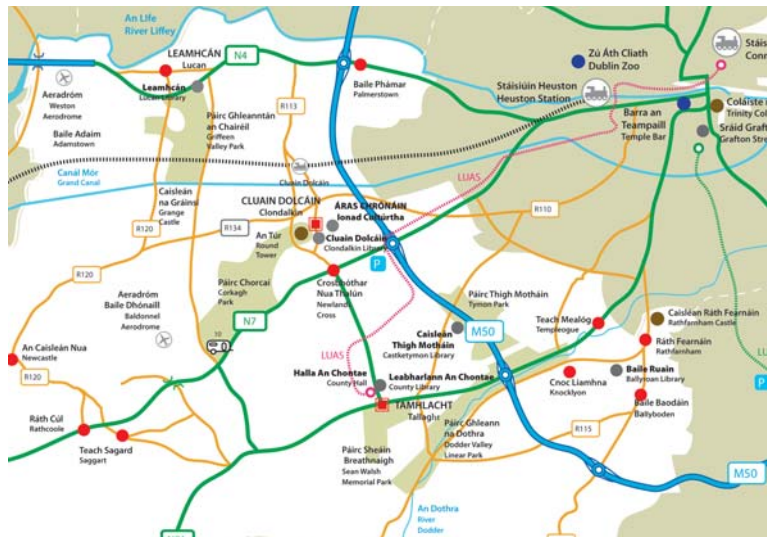 An Life
River Liffey
LEAMHCÁN
Lucan
N4
Leamhcán
Lucan Library
Aeradróm
Weston
Aerodrome
Baile Adaim
Adamstown
Páirc Ghleanntán
an Chairéil
Griffeen
Valley Park
R113
Baile Phámar
Palmerstown
Zú Áth Cliath
Dublin Zoo
Stáisiúin Heuston
Heuston Station
Stáis
Conn
Barra an
Teampaill
Temple Bar
Coláiste
Trinity Col
Sráid Graft
Grafton Stre
Canál Mór
Grand Canal
Cluain Dolcáin
LUAS
Caisleán
na Gráinsí
Grange
Castle
CLUAIN DOLCÁIN
Clondalkin
ÁRAS CHRÓNÁIN
Ionad Cultúrtha
R120
R134
An Túr
Round
Tower
Cluain Dolcáin
Clondalkin Library
R110
P
R120
Páirc Chorcaí
Corkagh
Park
Crosbhóthar
Nua Thalún
Newlands
Cross
Aeradróm
Baile Dhónaill
Baldonnel
Aerodrome
N7
10
Páirc Thigh Motháin
Tymon Park
M50
Caisleán
Thigh Motháin
Castletymon Library
Teach Mealóg
Templeogue
Caisleán Ráth Fearnáin
Rathfarnham Castle
Ráth Fearnáin
Rathfarnham
An Caisleán Nua
Newcastle
R120
LUAS
Halla An Chontae
County Hall
Leabharlann An Chontae
County Library
Cnoc Liamhna
Knocklyon
Baile Ruain
Ballyroan Library
LU
P
TAMHLACHT
Tallaght
Baile Baodáin
Ballyboden
Ráth Cúl
Rathcoole
Teach Sagard
Saggart
Páirc Sheáin
Breathnaigh
Sean Walsh
Memorial Park
Páirc Ghleann
na Dothra
Dodder Valley
Linear Park
R115
M50
An Dothra
River
Dodder